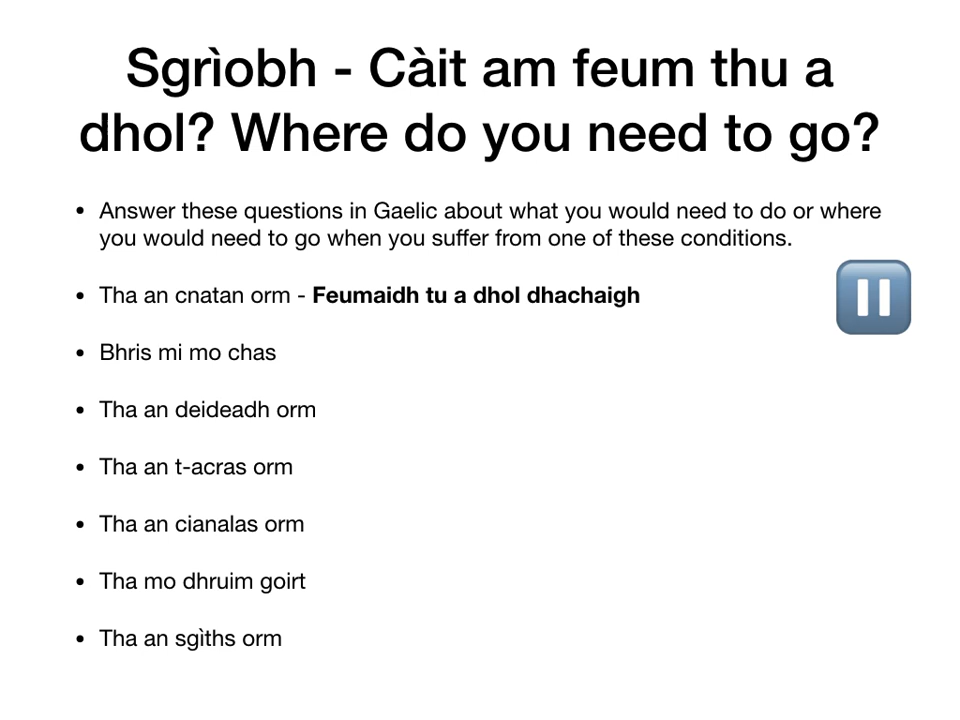 Sgrìobh - Càit am feum thu a
dhol? Where do you need to go?
• Answer these questions in Gaelic about what you would need to do or where
you would need to go when you suffer from one of these conditions.
• Tha an cnatan orm - Feumaidh tu a dhol dhachaigh
• Bhris mi mo chas
• Tha an deideadh orm
• Tha an t-acras orm
• Tha an cianalas orm
• Tha mo dhruim goirt
• Tha an sgìths orm